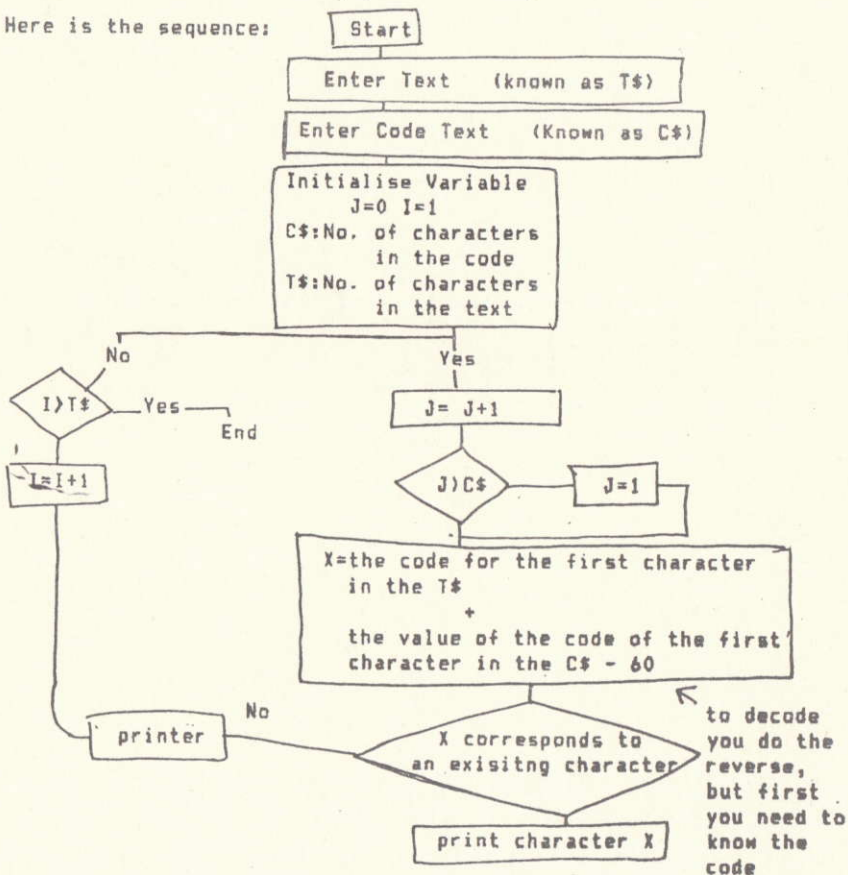 Here is the sequence:
Start
Enter Text (known as T$)
Enter Code Text (Known as C$)
Initialise Variable
J=0 I=1
C$:No. of characters
in the code
T$:No. of characters
in the text
No
Yes
I>T$
Yes
End
I=I+1
J= J+1
J>C$
J=1
X=the code for the first character
in the T$
+
the value of the code of the first
character in the C$ - 60
No
printer
X corresponds to
an exisitng character
print character X
to decode
you do the
reverse,
but first
you need to
know the
code